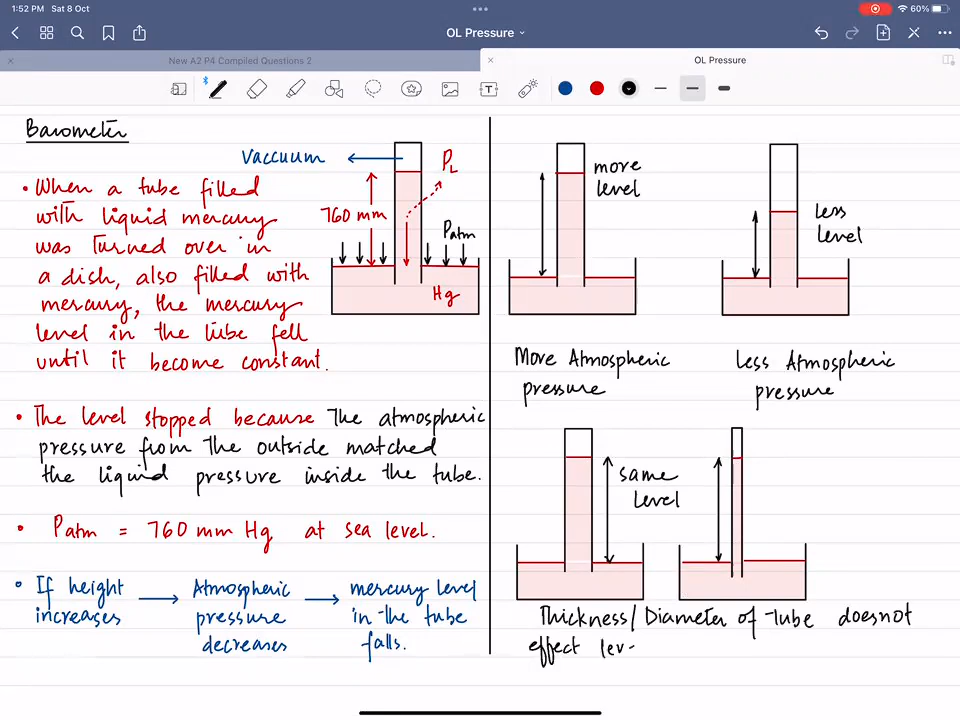 1:52 PM Sat 8 Oct
60%
OL Pressure
New A2 P4 Compiled Questions 2
OL Pressure
Barometer
Vaccuum
PL
760 mm
Patm
Hg
• When a tube filled
with liquid mercury
was turned over in
a dish, also filled with
mercury, the mercury
level in the tube fell
until it become constant.
• The level stopped because the atmospheric
pressure from the outside matched
the liquid pressure inside the tube.
• Patm = 760 mm Hg at sea level.
• If height
increases
Atmospheric
pressure
decreases
mercury level
in the tube
falls.
more
level
less
level
More Atmospheric
pressure
Less Atmospheric
pressure
same
level
Thickness/Diameter of Tube doesnot
effect lev